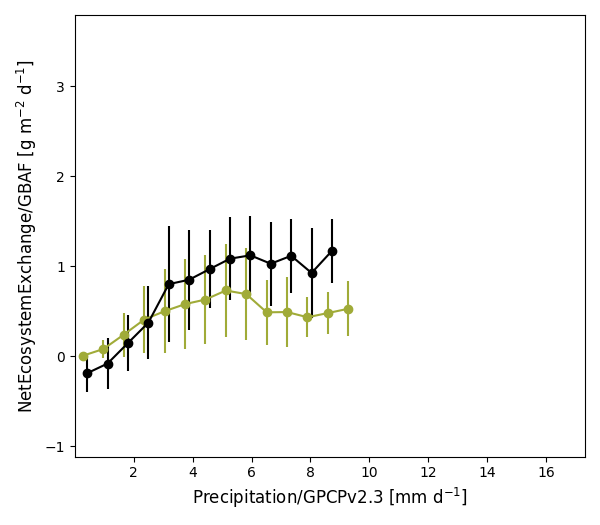 NetEcosystemExchange/GBAF [g m⁻² d⁻¹]
3
2
1
0
−1
2 4 6 8 10 12 14 16
Precipitation/GPCPv2.3 [mm d⁻¹]